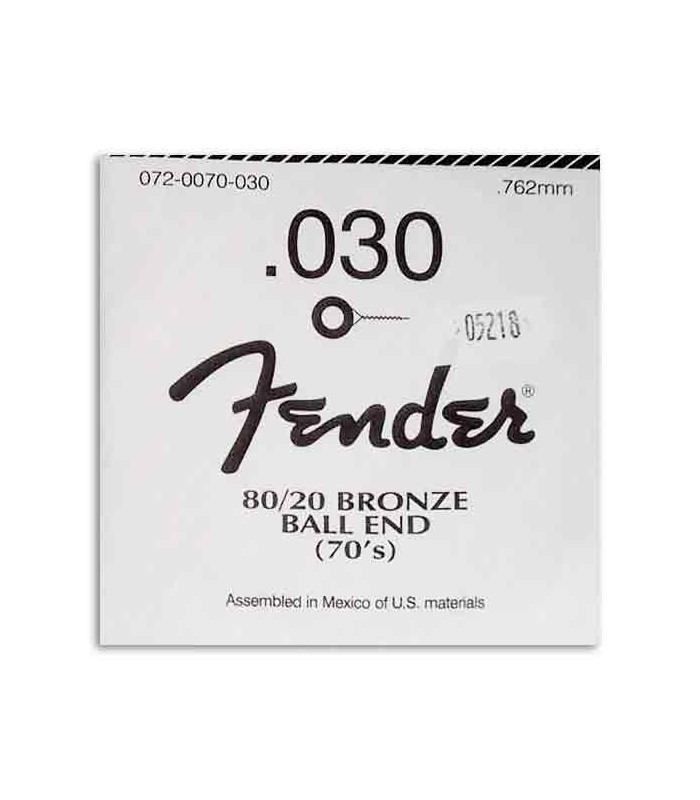 072-0070-030 .762mm
.030
05218
Fender®
80/20 BRONZE
BALL END
(70's)
Assembled in Mexico of U.S. materials